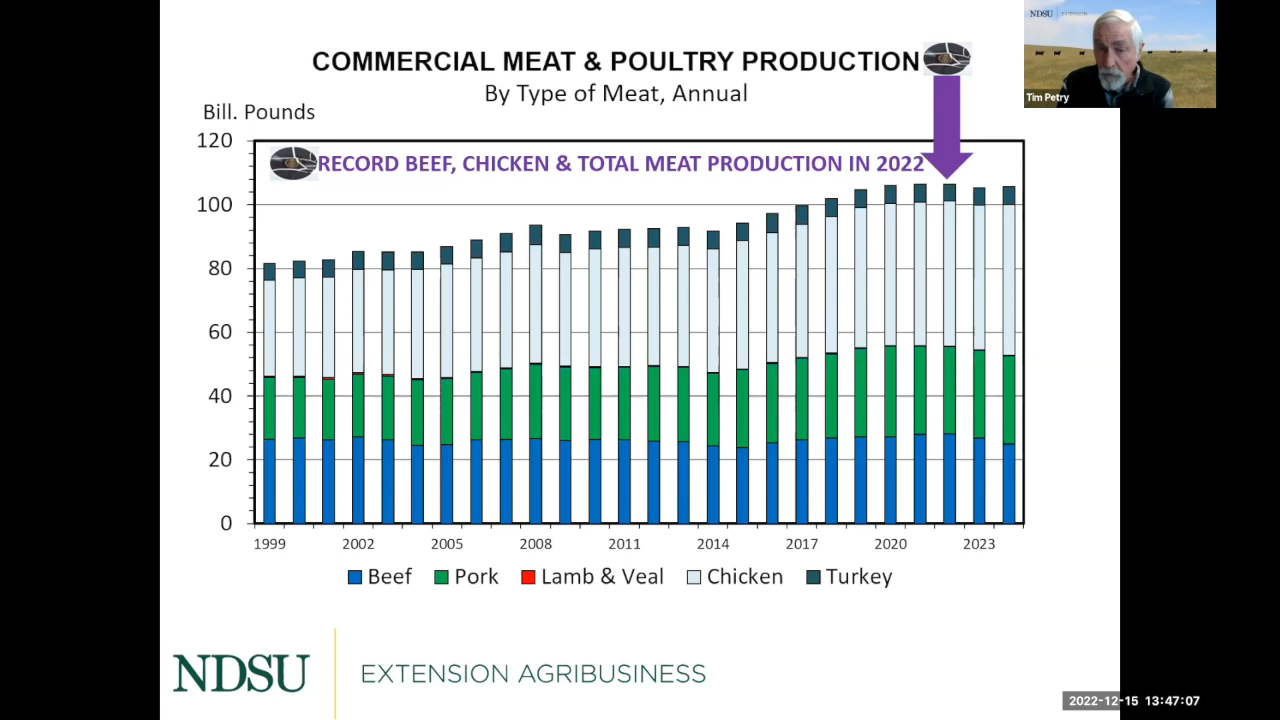 NDSU EXTENSION
Tim Petry
COMMERCIAL MEAT & POULTRY PRODUCTION
By Type of Meat, Annual
Bill. Pounds
RECORD BEEF, CHICKEN & TOTAL MEAT PRODUCTION IN 2022
120
100
80
60
40
20
0
1999 2002 2005 2008 2011 2014 2017 2020 2023
Beef Pork Lamb & Veal Chicken Turkey
NDSU EXTENSION AGRIBUSINESS
2022-12-15 13:47:07